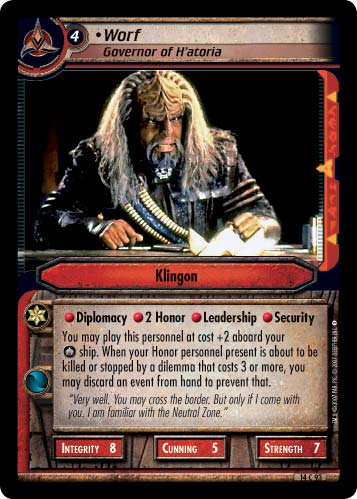 4 •Worf
Governor of H'atoria
Klingon
Diplomacy 2 Honor Leadership Security
You may play this personnel at cost +2 aboard your
ship. When your Honor personnel present is about to be
killed or stopped by a dilemma that costs 3 or more, you
may discard an event from hand to prevent that.
"Very well. You may cross the border. But only if I come with
you. I am familiar with the Neutral Zone."
INTEGRITY 8 CUNNING 5 STRENGTH 7